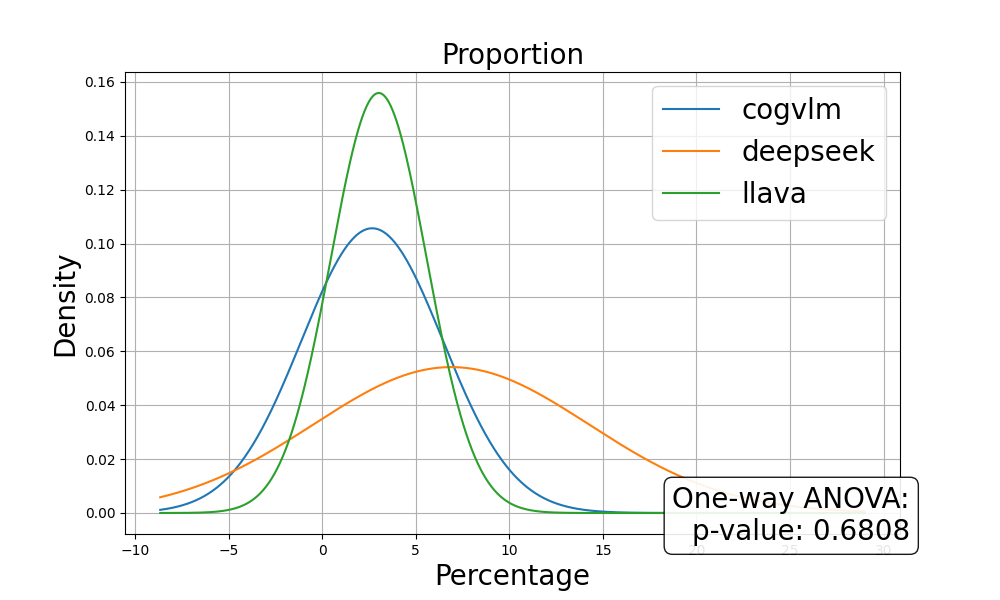 Proportion
0.16
0.14
0.12
0.10
0.08
0.06
0.04
0.02
0.00
Density
cogvlm
deepseek
llava
One-way ANOVA:
p-value: 0.6808
−10
−5
0
5
10
15
20
25
30
Percentage